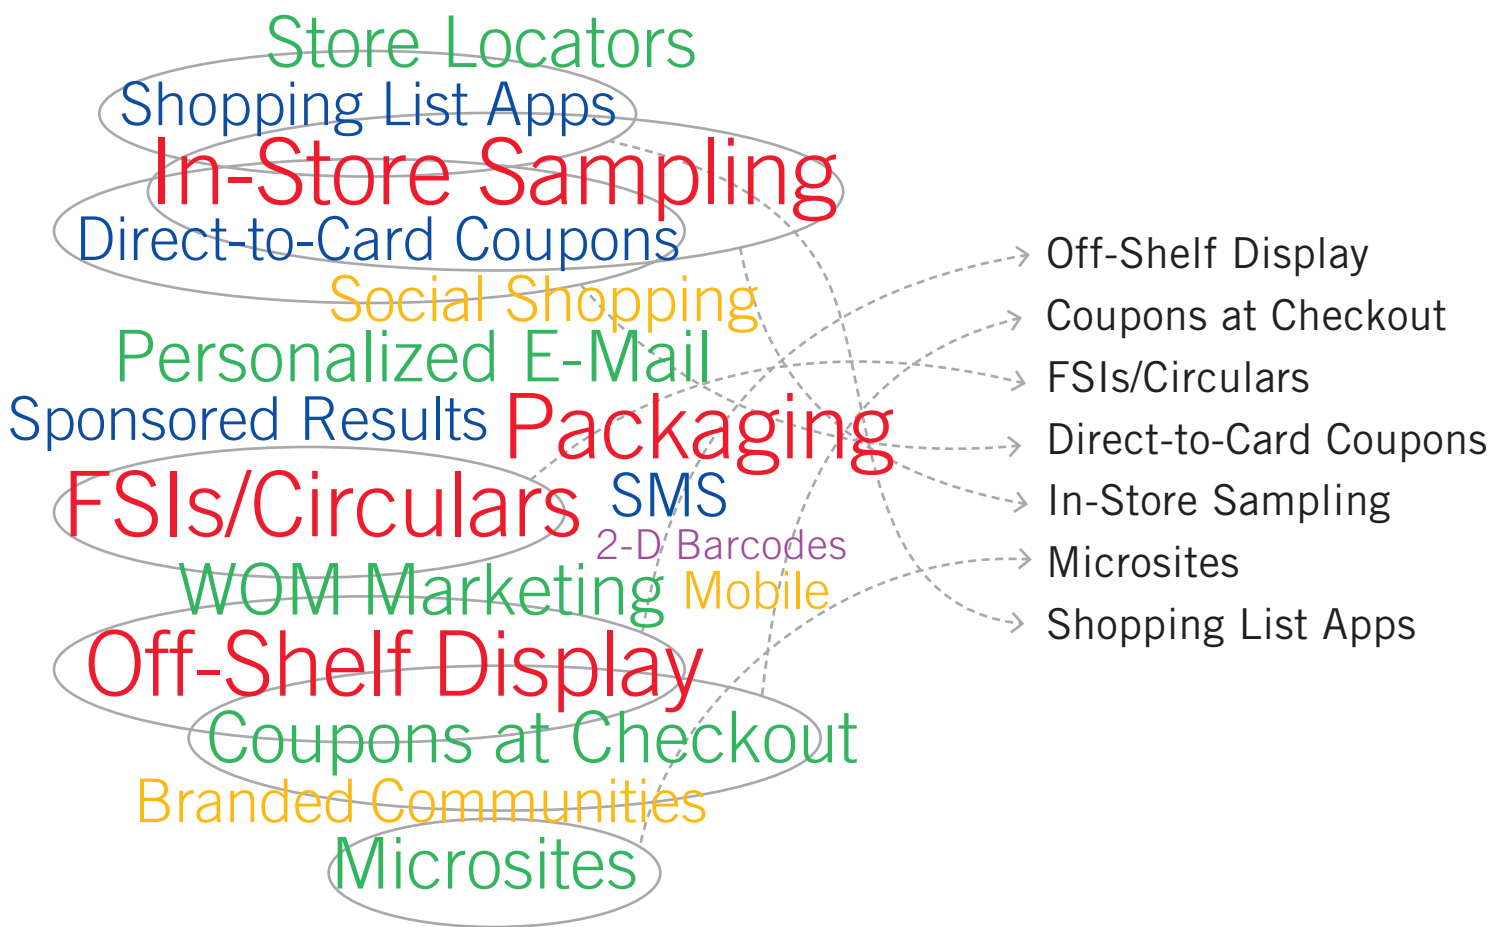 Store Locators
Shopping List Apps
In-Store Sampling
Direct-to-Card Coupons
Social Shopping
Personalized E-Mail
Sponsored Results
Packaging
FSIs/Circulars
SMS
2-D Barcodes
WOM Marketing
Mobile
Off-Shelf Display
Coupons at Checkout
Branded Communities
Microsites
Off-Shelf Display
Coupons at Checkout
FSIs/Circulars
Direct-to-Card Coupons
In-Store Sampling
Microsites
Shopping List Apps